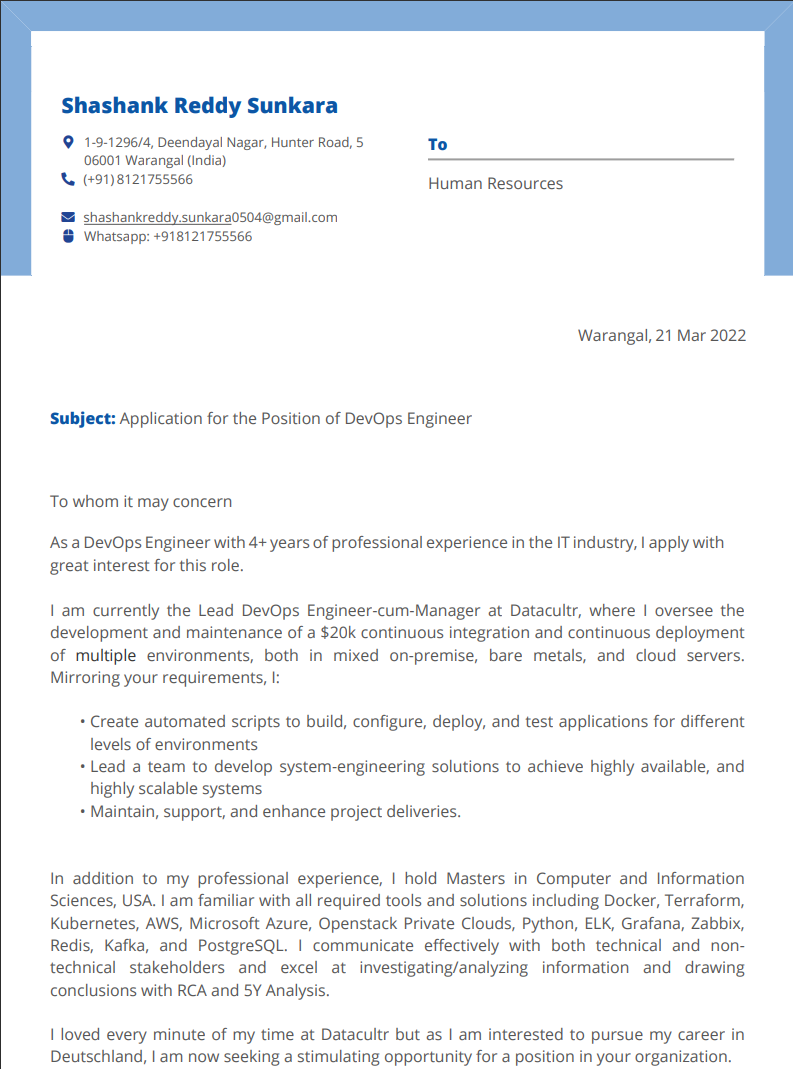 Shashank Reddy Sunkara
1-9-1296/4, Deendayal Nagar, Hunter Road, 5
06001 Warangal (India)
(+91) 8121755566
shashankreddy.sunkara0504@gmail.com
Whatsapp: +918121755566
To
Human Resources
Warangal, 21 Mar 2022
Subject: Application for the Position of DevOps Engineer
To whom it may concern
As a DevOps Engineer with 4+ years of professional experience in the IT industry, I apply with
great interest for this role.
I am currently the Lead DevOps Engineer-cum-Manager at Datacultr, where I oversee the
development and maintenance of a $20k continuous integration and continuous deployment
of multiple environments, both in mixed on-premise, bare metals, and cloud servers.
Mirroring your requirements, I:
• Create automated scripts to build, configure, deploy, and test applications for different
levels of environments
• Lead a team to develop system-engineering solutions to achieve highly available, and
highly scalable systems
• Maintain, support, and enhance project deliveries.
In addition to my professional experience, I hold Masters in Computer and Information
Sciences, USA. I am familiar with all required tools and solutions including Docker, Terraform,
Kubernetes, AWS, Microsoft Azure, Openstack Private Clouds, Python, ELK, Grafana, Zabbix,
Redis, Kafka, and PostgreSQL. I communicate effectively with both technical and non-
technical stakeholders and excel at investigating/analyzing information and drawing
conclusions with RCA and 5Y Analysis.
I loved every minute of my time at Datacultr but as I am interested to pursue my career in
Deutschland, I am now seeking a stimulating opportunity for a position in your organization.